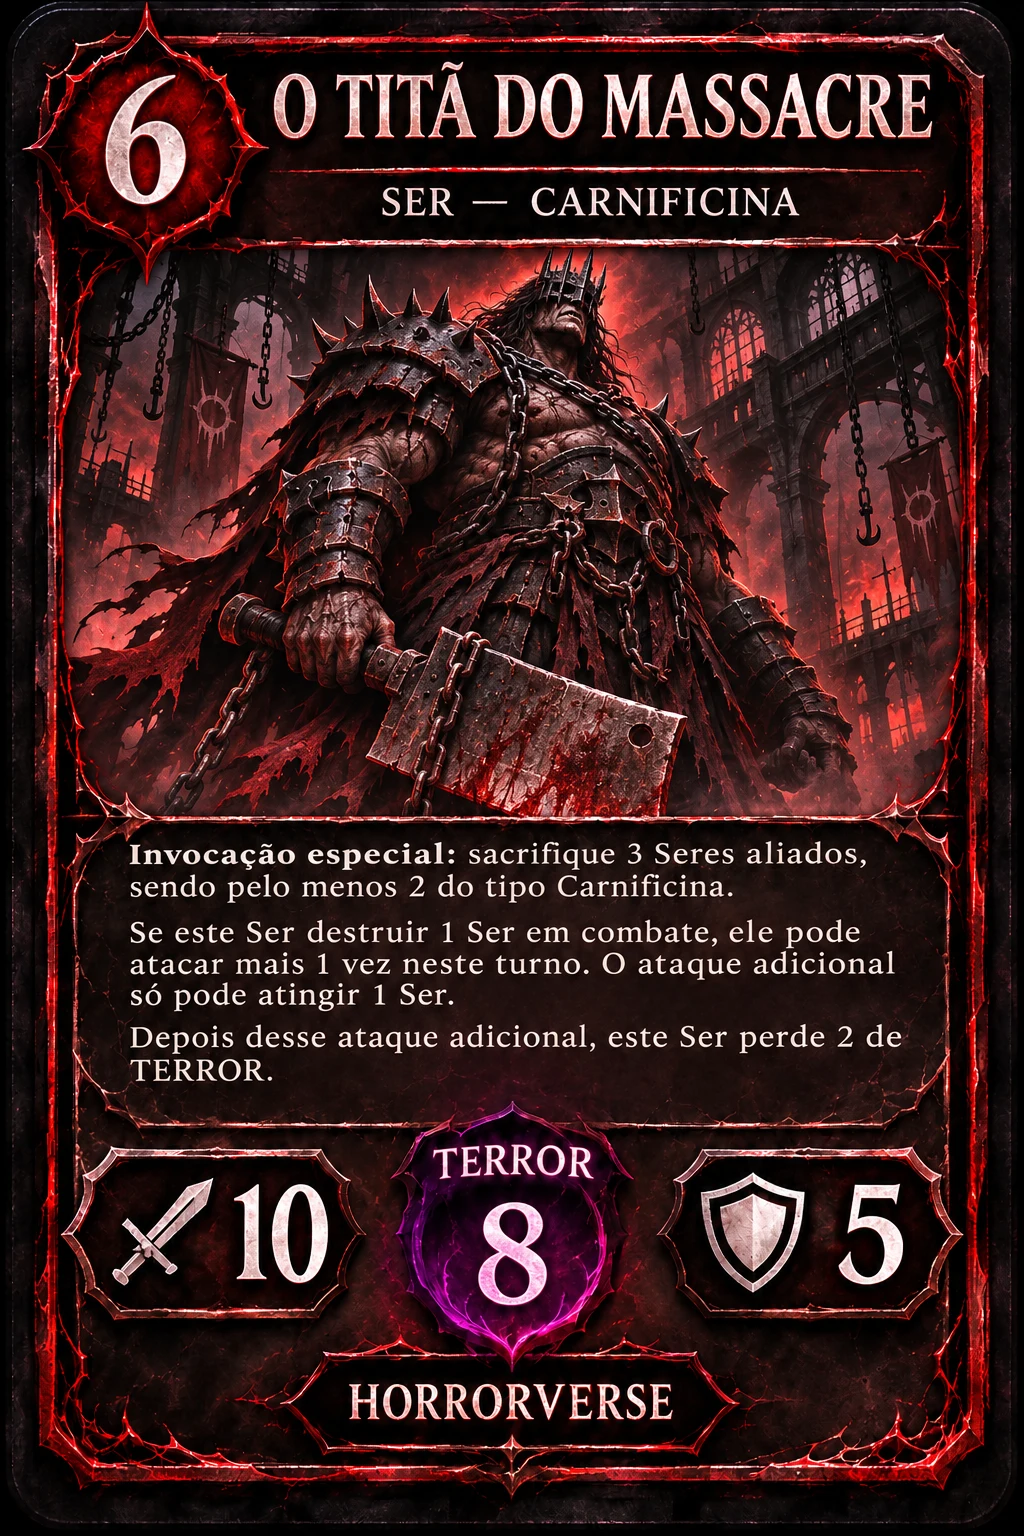 6
O TITÃ DO MASSACRE
SER — CARNIFICINA
Invocação especial: sacrifique 3 Seres aliados,
sendo pelo menos 2 do tipo Carnificina.
Se este Ser destruir 1 Ser em combate, ele pode
atacar mais 1 vez neste turno. O ataque adicional
só pode atingir 1 Ser.
Depois desse ataque adicional, este Ser perde 2 de
TERROR.
10
TERROR
8
5
HORRORVERSE